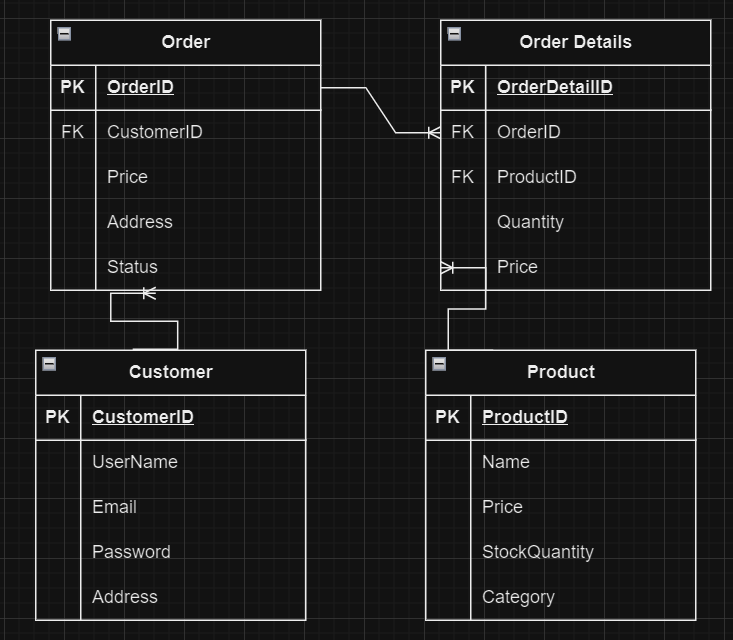 Order
PK OrderID
FK CustomerID
Price
Address
Status
Order Details
PK OrderDetailID
FK OrderID
FK ProductID
Quantity
Price
Customer
PK CustomerID
UserName
Email
Password
Address
Product
PK ProductID
Name
Price
StockQuantity
Category